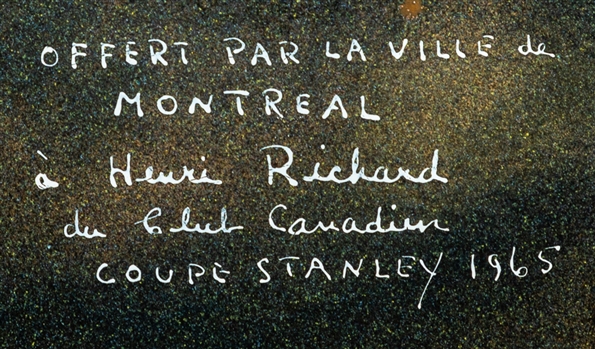 OFFERT PAR LA VILLE de
MONTREAL
à Henri Richard
du Club Canadien
COUPE STANLEY 1965